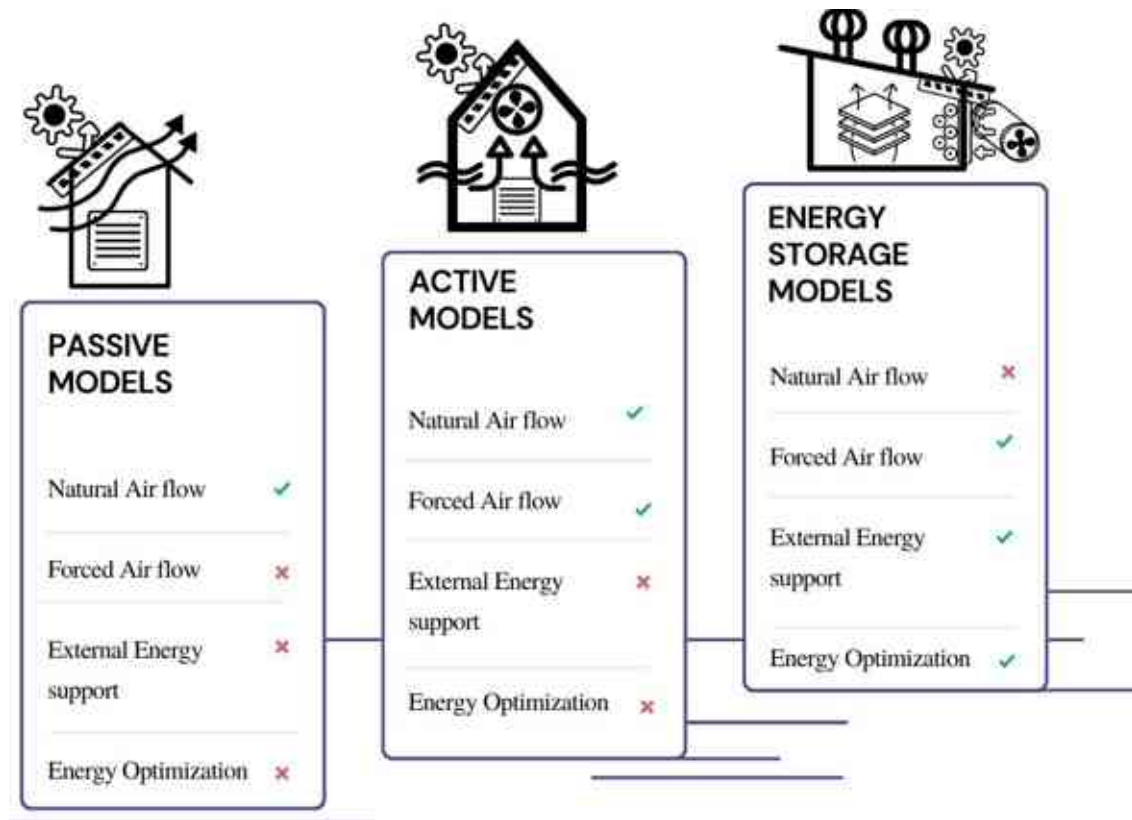 PASSIVE
MODELS
Natural Air flow
Forced Air flow
External Energy
support
Energy Optimization
ACTIVE
MODELS
Natural Air flow
Forced Air flow
External Energy
support
Energy Optimization
ENERGY
STORAGE
MODELS
Natural Air flow
Forced Air flow
External Energy
support
Energy Optimization